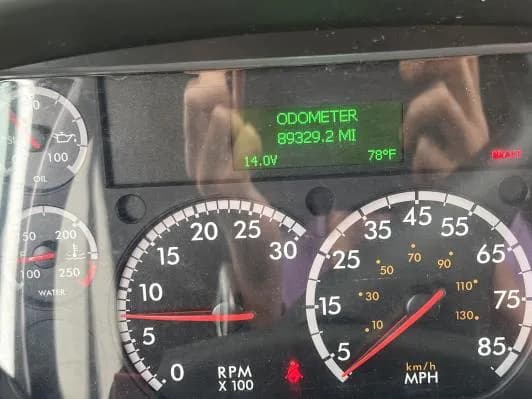 ODOMETER
89329.2 MI
14.0V 78°F
BRAKE
100
OIL
150 200
100 250
WATER
0 5 10 15 20 25 30
RPM
X 100
5 15 25 35 45 55 65 75 85
10 30 50 70 90 110 130
km/h
MPH